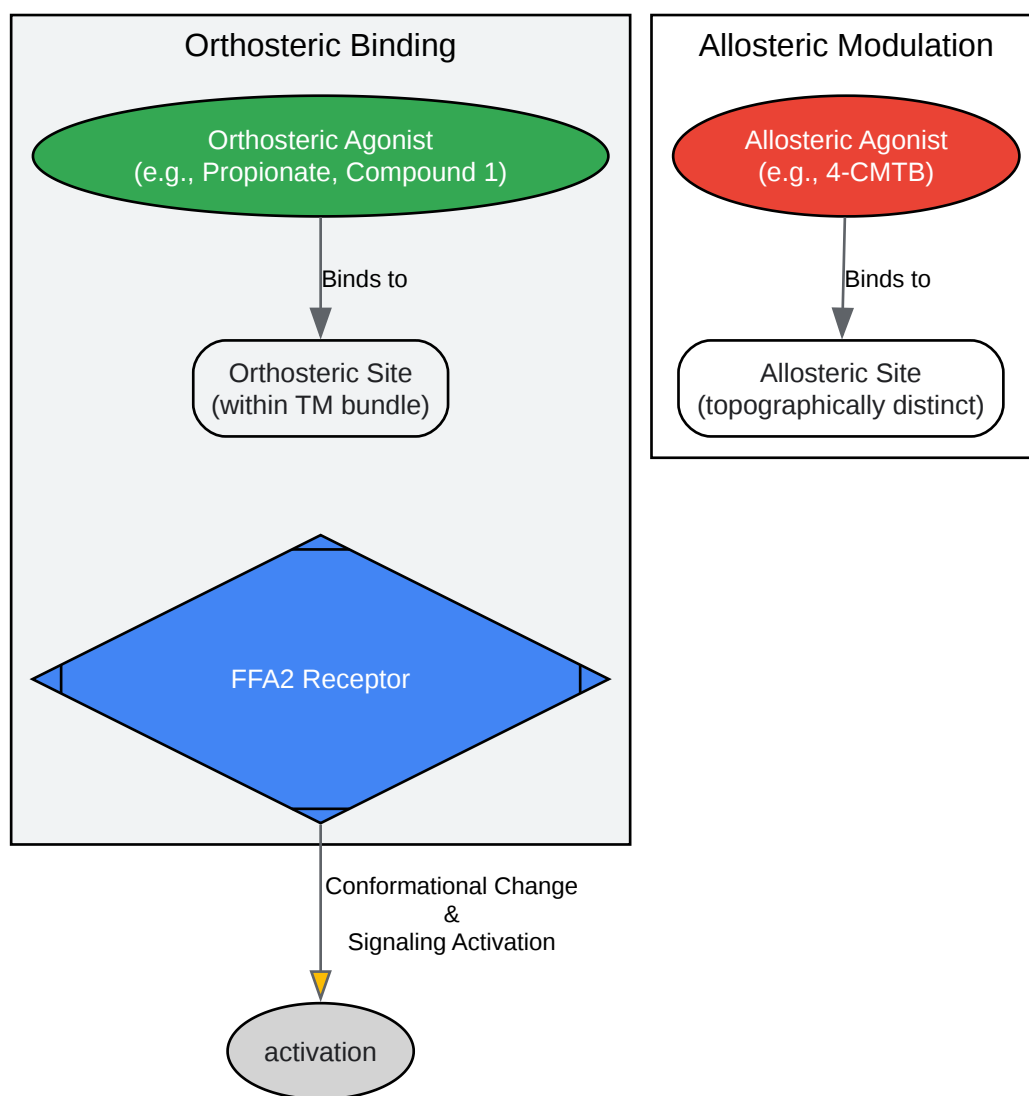 Orthosteric Binding
Orthosteric Agonist
(e.g., Propionate, Compound 1)
Binds to
Orthosteric Site
(within TM bundle)
FFA2 Receptor
Conformational Change
&
Signaling Activation
activation
Allosteric Modulation
Allosteric Agonist
(e.g., 4-CMTB)
Binds to
Allosteric Site
(topographically distinct)